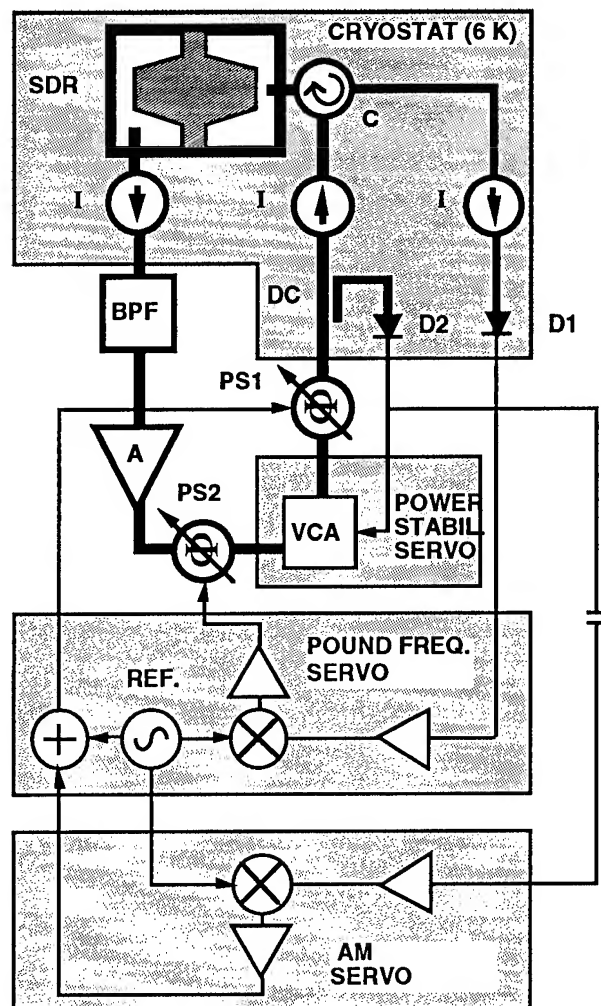 CRYOSTAT (6 K)
SDR
C
I
I
I
DC
BPF
D2
D1
PS1
A
PS2
VCA
POWER
STABIL.
SERVO
POUND FREQ.
SERVO
REF.
AM
SERVO